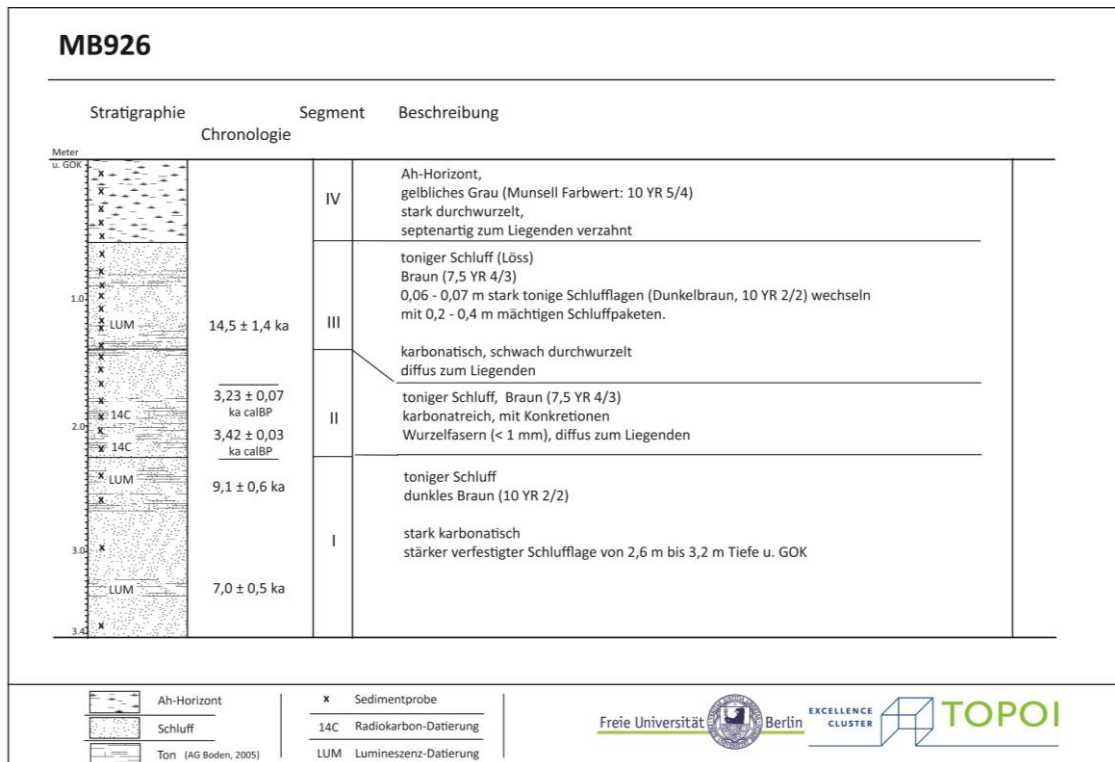 MB926
Stratigraphie
Chronologie
Segment
Beschreibung
Meter
u. GOK
IV
Ah-Horizont,
gelbliches Grau (Munsell Farbwert: 10 YR 5/4)
stark durchwurzelt,
septenartig zum Liegenden verzahnt
1.0
LUM
14,5 ± 1,4 ka
III
toniger Schluff (Löss)
Braun (7,5 YR 4/3)
0,06 - 0,07 m stark tonige Schlufflagen (Dunkelbraun, 10 YR 2/2) wechseln
mit 0,2 - 0,4 m mächtigen Schluffpaketen.
karbonatisch, schwach durchwurzelt
diffus zum Liegenden
3,23 ± 0,07
ka calBP
14C
2.0
3,42 ± 0,03
ka calBP
14C
II
toniger Schluff, Braun (7,5 YR 4/3)
karbonatreich, mit Konkretionen
Wurzelfasern (< 1 mm), diffus zum Liegenden
LUM
9,1 ± 0,6 ka
3.0
LUM
7,0 ± 0,5 ka
3.4
I
toniger Schluff
dunkles Braun (10 YR 2/2)
stark karbonatisch
stärker verfestigter Schlufflage von 2,6 m bis 3,2 m Tiefe u. GOK
Ah-Horizont
Schluff
Ton (AG Boden, 2005)
x Sedimentprobe
14C Radiokarbon-Datierung
LUM Lumineszenz-Datierung
Freie Universität Berlin
EXCELLENCE
CLUSTER
TOPOI